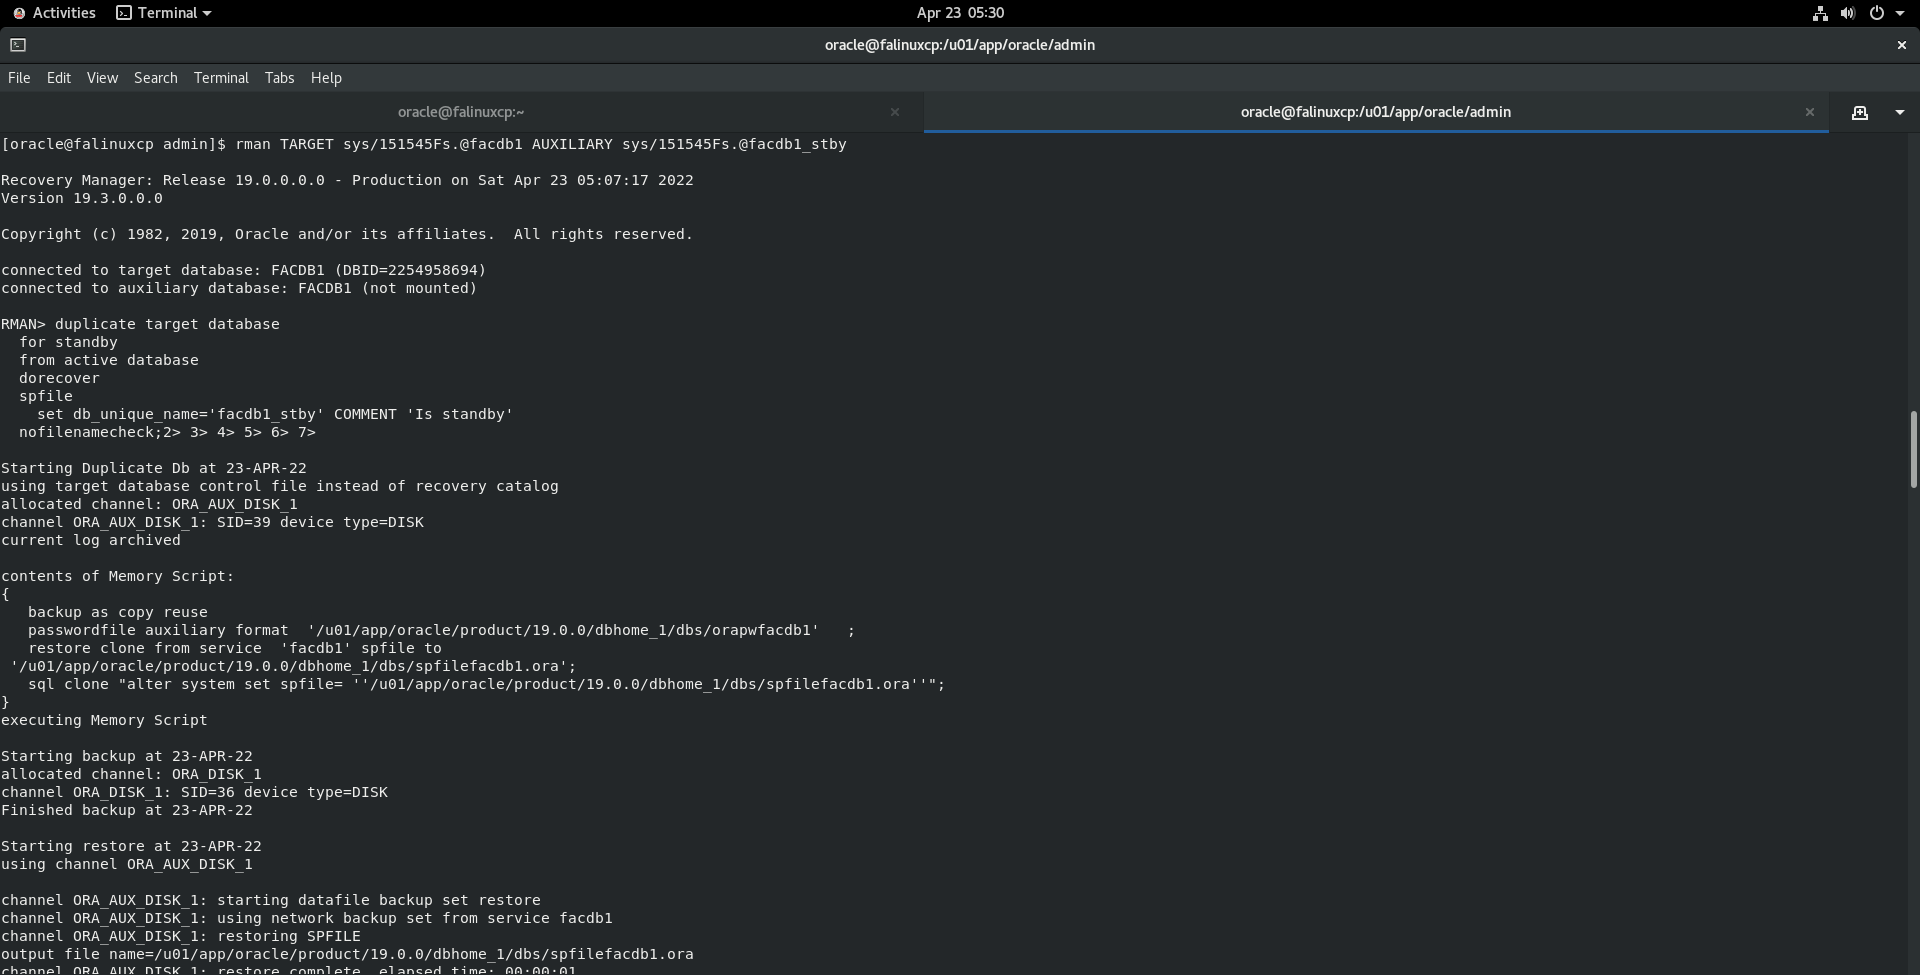 Activities Terminal Apr 23 05:30
oracle@falinuxcp:/u01/app/oracle/admin
File Edit View Search Terminal Tabs Help
oracle@falinuxcp:~ oracle@falinuxcp:/u01/app/oracle/admin
[oracle@falinuxcp admin]$ rman TARGET sys/151545Fs.@facdb1 AUXILIARY sys/151545Fs.@facdb1_stby
Recovery Manager: Release 19.0.0.0.0 - Production on Sat Apr 23 05:07:17 2022
Version 19.3.0.0.0
Copyright (c) 1982, 2019, Oracle and/or its affiliates.  All rights reserved.
connected to target database: FACDB1 (DBID=2254958694)
connected to auxiliary database: FACDB1 (not mounted)
RMAN> duplicate target database
  for standby
  from active database
  dorecover
  spfile
    set db_unique_name='facdb1_stby' COMMENT 'Is standby'
  nofilenamecheck;2> 3> 4> 5> 6> 7>
Starting Duplicate Db at 23-APR-22
using target database control file instead of recovery catalog
allocated channel: ORA_AUX_DISK_1
channel ORA_AUX_DISK_1: SID=39 device type=DISK
current log archived
contents of Memory Script:
{
   backup as copy reuse
   passwordfile auxiliary format  '/u01/app/oracle/product/19.0.0/dbhome_1/dbs/orapwfacdb1'   ;
   restore clone from service  'facdb1' spfile to
 '/u01/app/oracle/product/19.0.0/dbhome_1/dbs/spfilefacdb1.ora';
   sql clone "alter system set spfile= ''/u01/app/oracle/product/19.0.0/dbhome_1/dbs/spfilefacdb1.ora''";
}
executing Memory Script
Starting backup at 23-APR-22
allocated channel: ORA_DISK_1
channel ORA_DISK_1: SID=36 device type=DISK
Finished backup at 23-APR-22
Starting restore at 23-APR-22
using channel ORA_AUX_DISK_1
channel ORA_AUX_DISK_1: starting datafile backup set restore
channel ORA_AUX_DISK_1: using network backup set from service facdb1
channel ORA_AUX_DISK_1: restoring SPFILE
output file name=/u01/app/oracle/product/19.0.0/dbhome_1/dbs/spfilefacdb1.ora
channel ORA_AUX_DISK_1: restore complete, elapsed time: 00:00:01